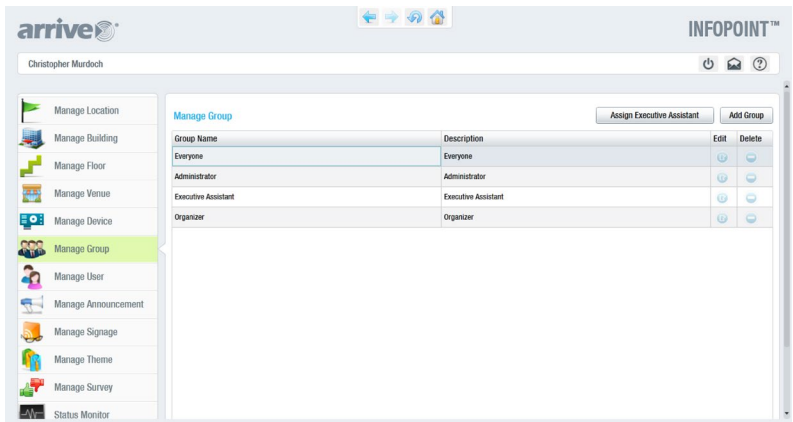 arrive
INFOPOINT™
Christopher Murdoch
Manage Location
Manage Building
Manage Floor
Manage Venue
Manage Device
Manage Group
Manage User
Manage Announcement
Manage Signage
Manage Theme
Manage Survey
Status Monitor
Manage Group
Assign Executive Assistant
Add Group
Group Name Description Edit Delete
Everyone Everyone
Administrator Administrator
Executive Assistant Executive Assistant
Organizer Organizer